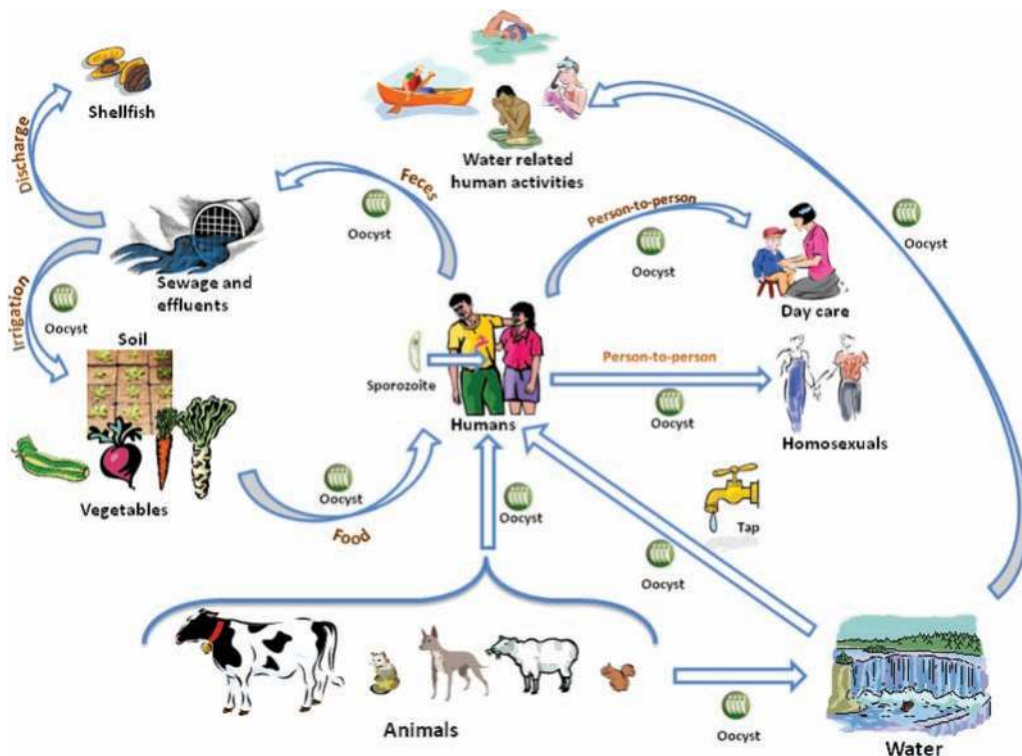 Shellfish
Discharge
Water related
human activities
Feces
Oocyst
Person-to-person
Oocyst
Oocyst
Sewage and
effluents
Day care
Irrigation
Oocyst
Soil
Sporozoîte
Person-to-person
Oocyst
Humans
Homosexuals
Vegetables
Oocyst
Food
Oocyst
Tap
Oocyst
Animals
Oocyst
Water